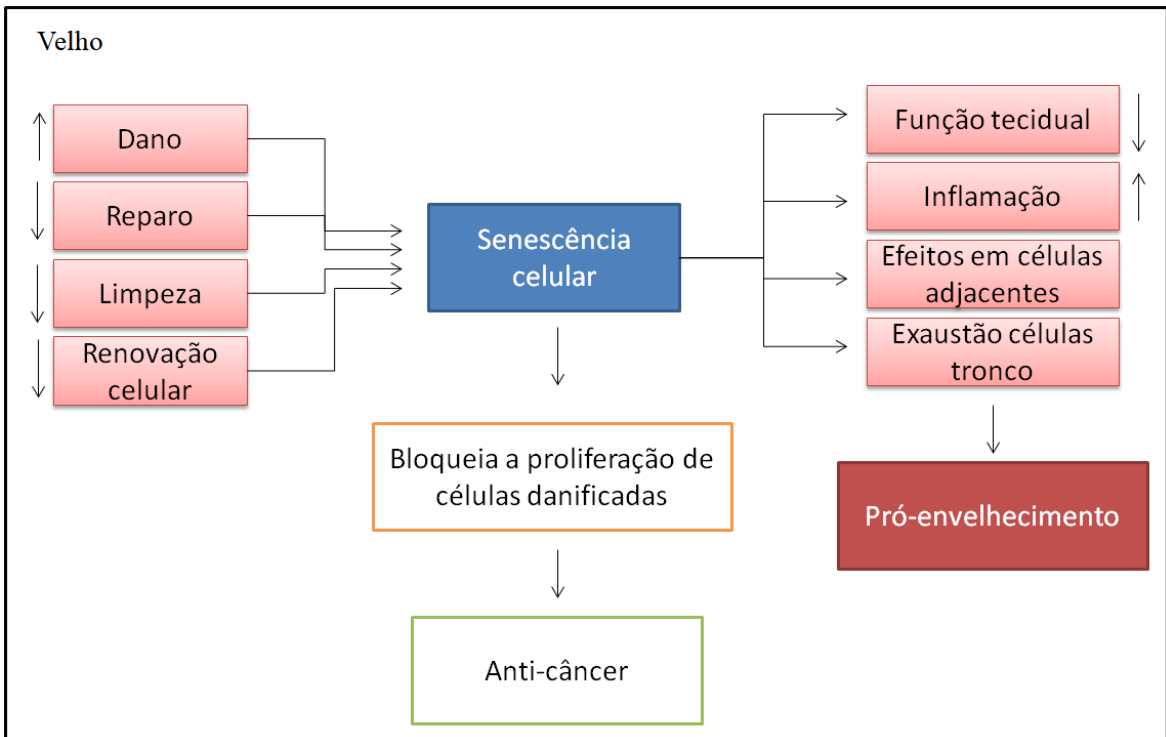 Velho
Dano
Reparo
Limpeza
Renovação
celular
Senescência
celular
Bloqueia a proliferação de
células danificadas
Anti-câncer
Função tecidual
Inflamação
Efeitos em células
adjacentes
Exaustão células
tronco
Pró-envelhecimento